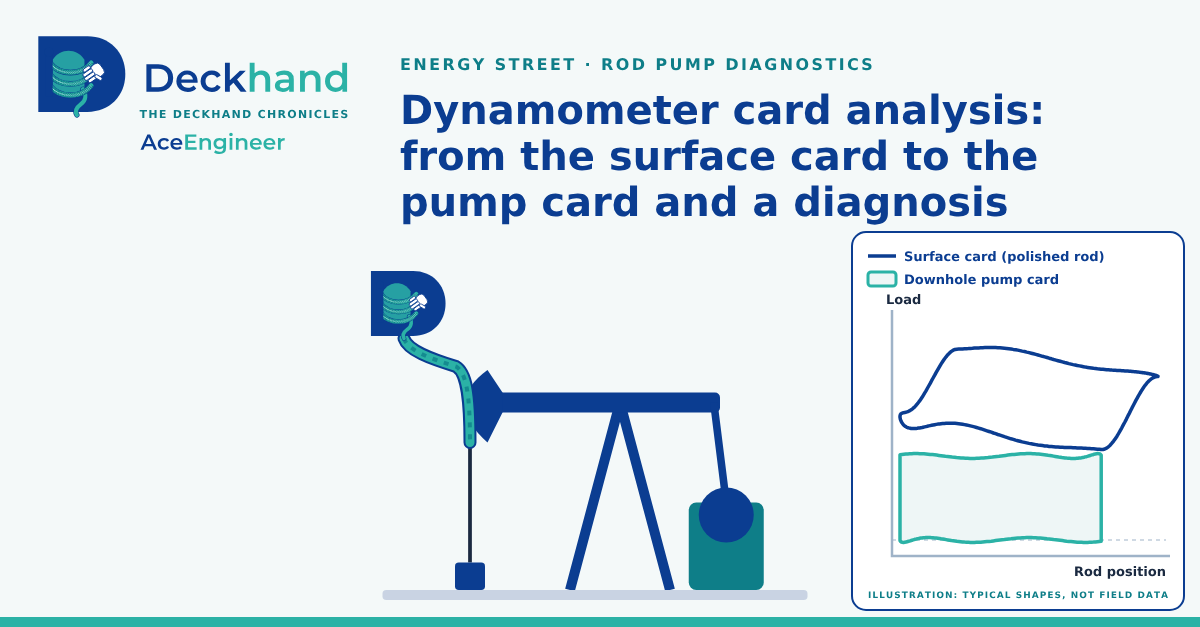 Deckhand
THE DECKHAND CHRONICLES
AceEngineer
ENERGY STREET · ROD PUMP DIAGNOSTICS
Dynamometer card analysis:
from the surface card to the
pump card and a diagnosis
Surface card (polished rod)
Downhole pump card
Load
Rod position
ILLUSTRATION: TYPICAL SHAPES, NOT FIELD DATA